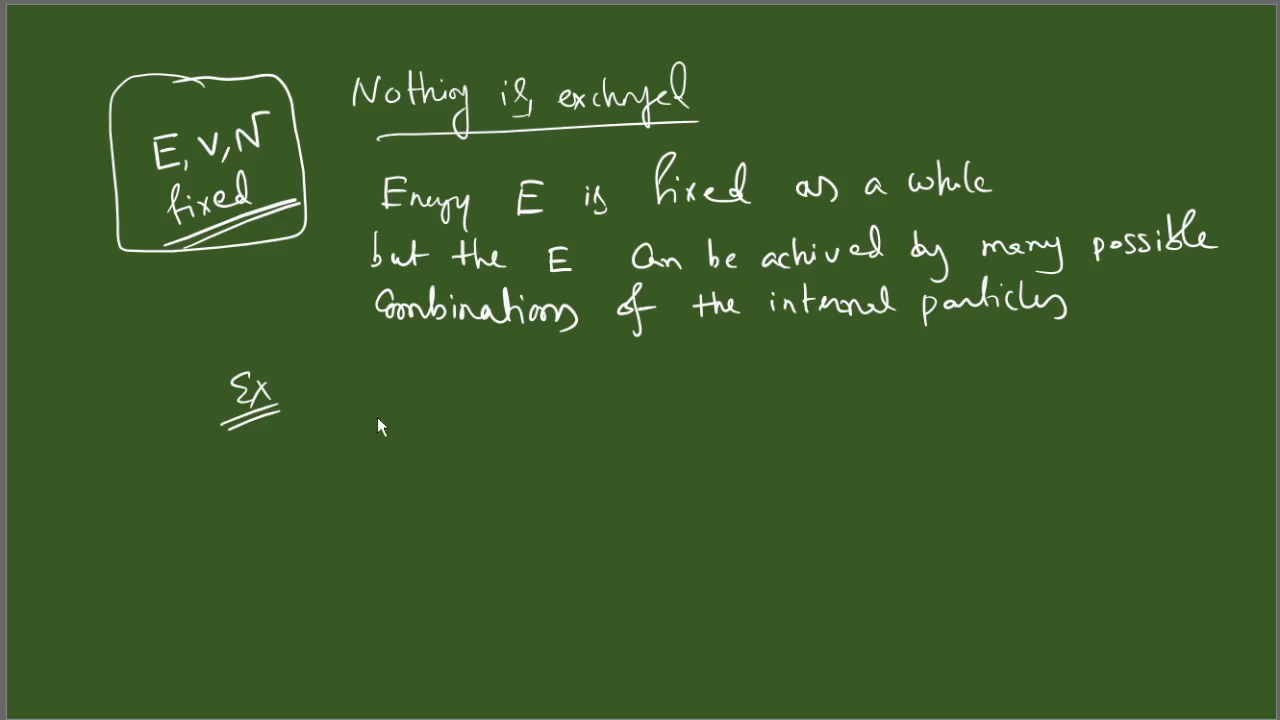 E, V, N
fixed
Nothing is exchanged
Energy E is fixed as a whole
but the E can be achived by many possible
Combinations of the internal particles
Ex